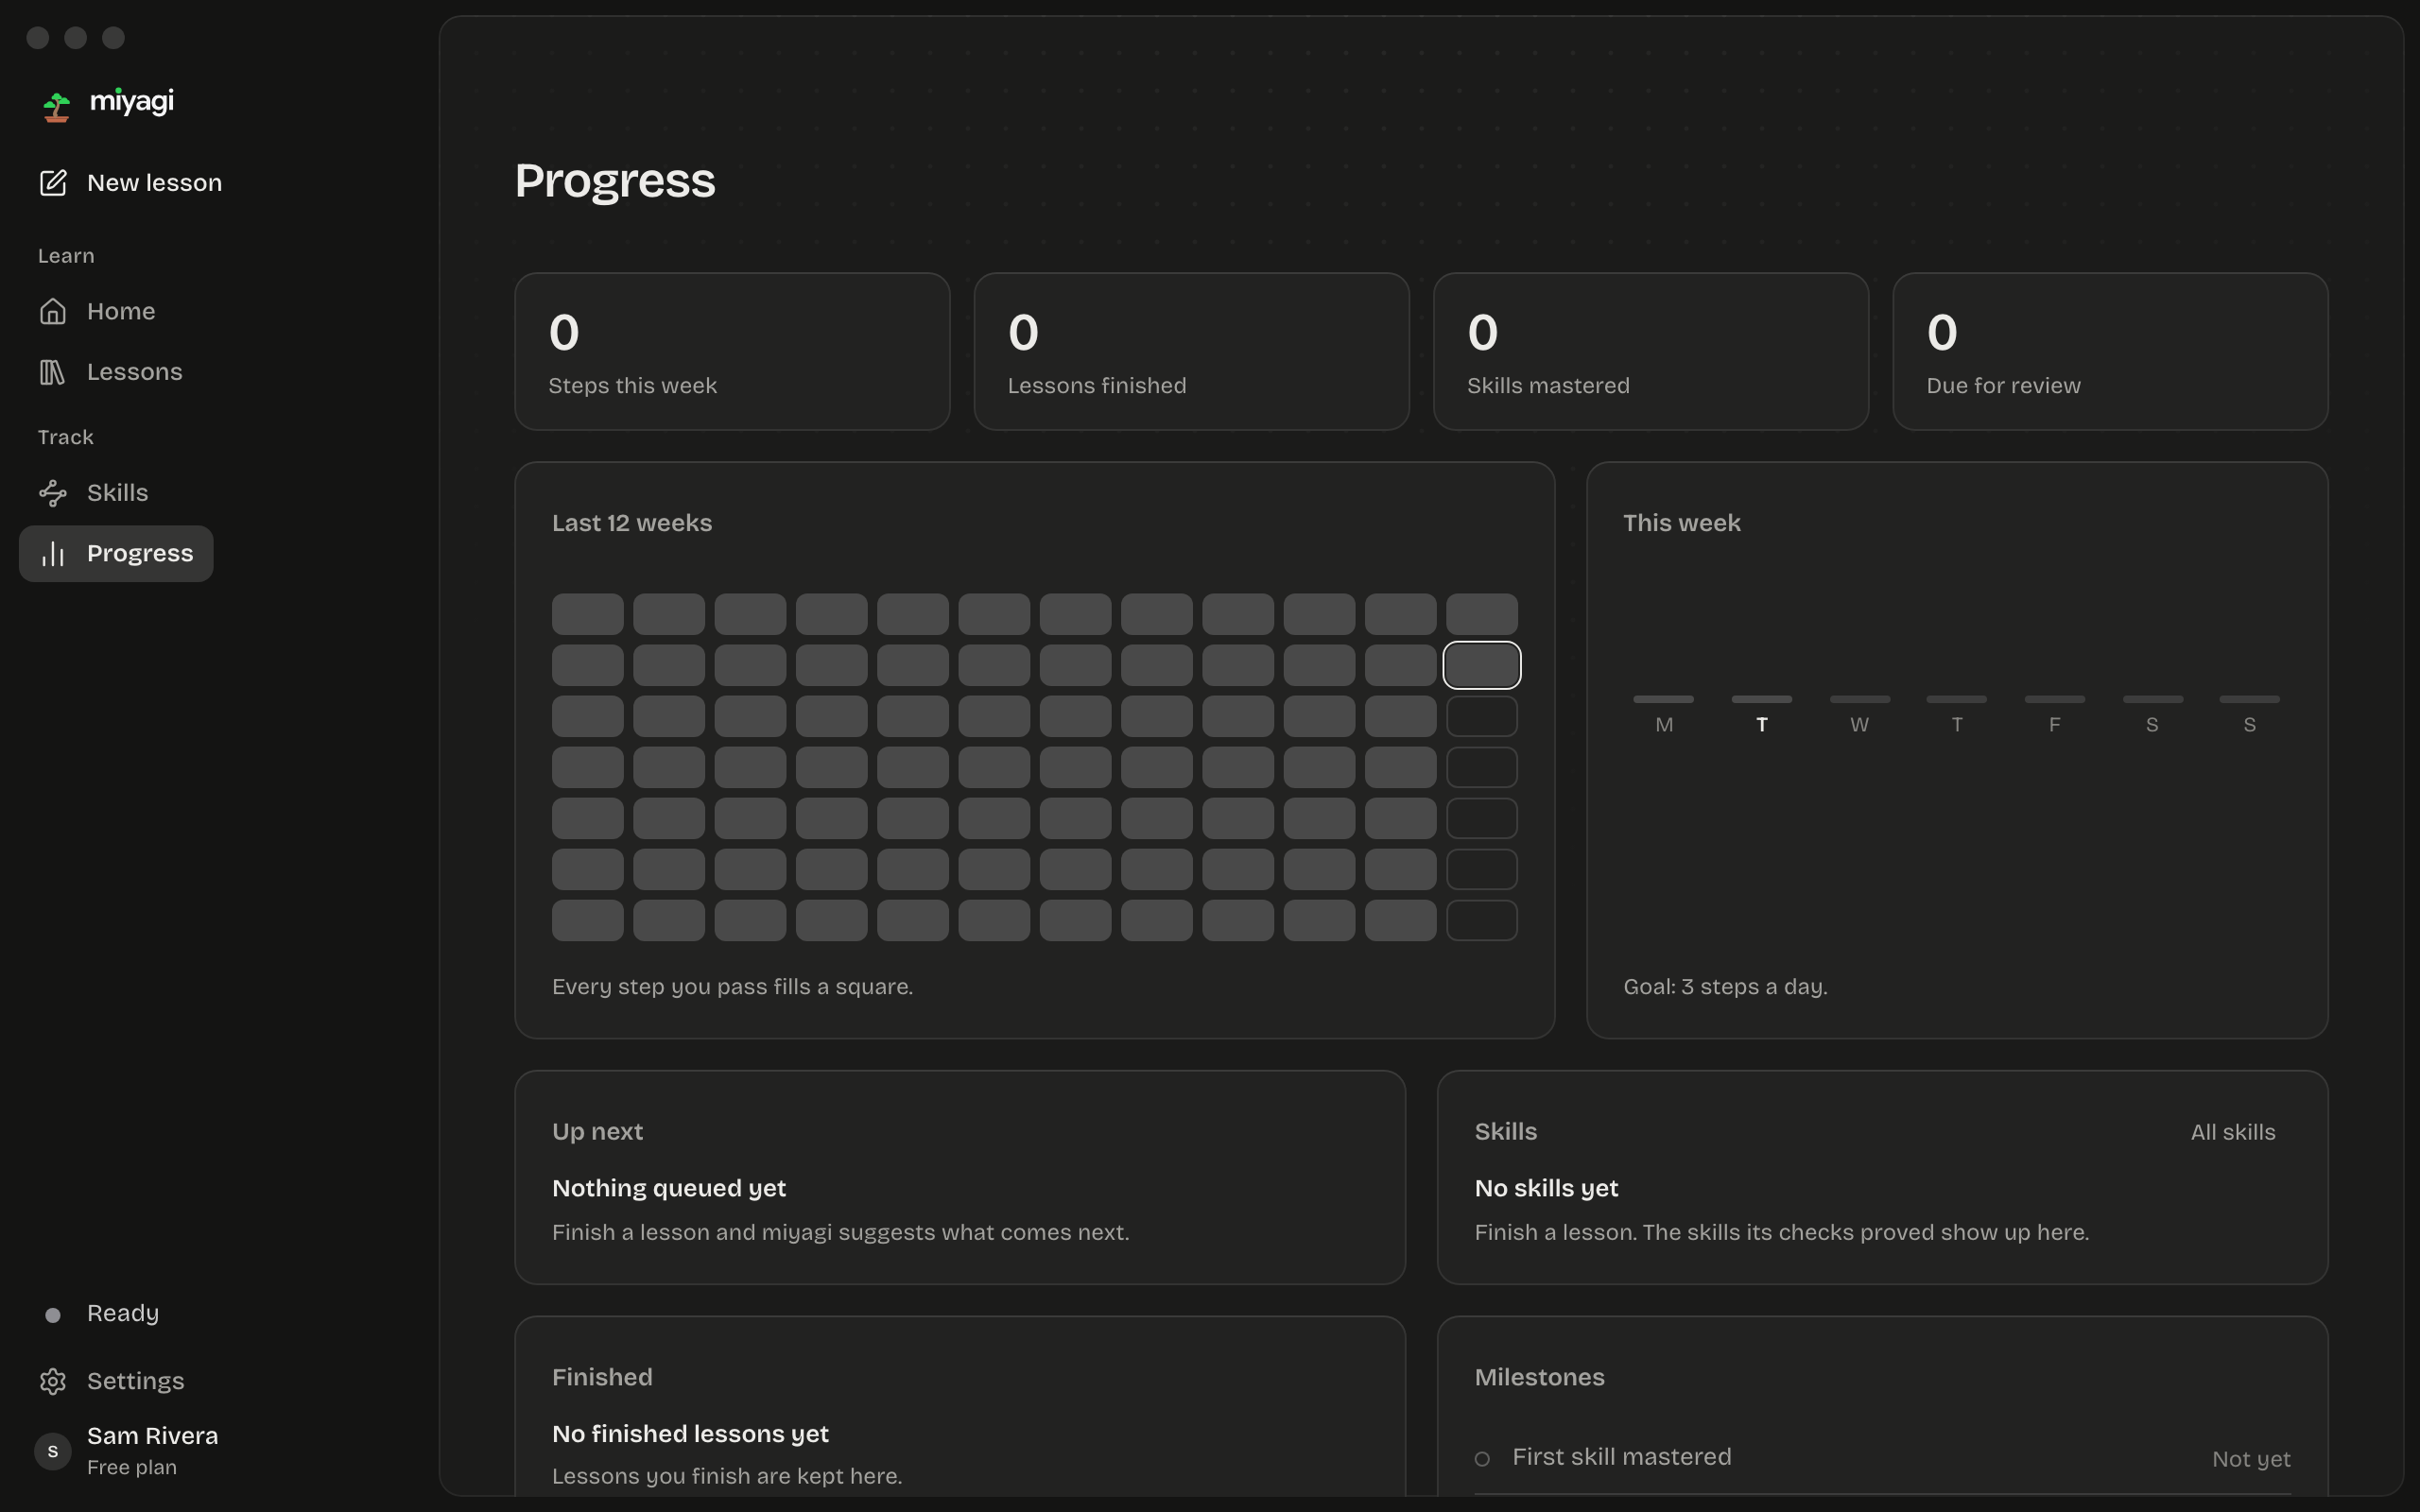 miyagi
New lesson
Learn
Home
Lessons
Track
Skills
Progress
Ready
Settings
S
Sam Rivera
Free plan
Progress
0
Steps this week
0
Lessons finished
0
Skills mastered
0
Due for review
Last 12 weeks
Every step you pass fills a square.
This week
M T W T F S S
Goal: 3 steps a day.
Up next
Nothing queued yet
Finish a lesson and miyagi suggests what comes next.
Skills
All skills
No skills yet
Finish a lesson. The skills its checks proved show up here.
Finished
No finished lessons yet
Lessons you finish are kept here.
Milestones
First skill mastered
Not yet